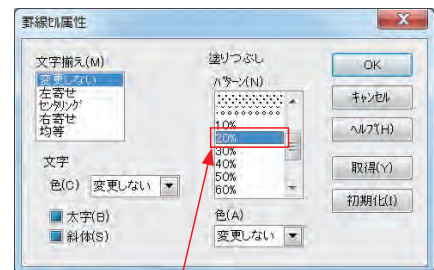 罫線ｾﾙ属性
文字揃え(M)
変更しない
左寄せ
ｾﾝﾀﾘﾝｸﾞ
右寄せ
均等
文字
色(C) 変更しない
太字(B)
斜体(S)
塗りつぶし
ﾊﾟﾀｰﾝ(N)
10%
20%
30%
40%
50%
60%
色(A)
変更しない
OK
ｷｬﾝｾﾙ
ﾍﾙﾌﾟ(H)
取得(Y)
初期化(I)